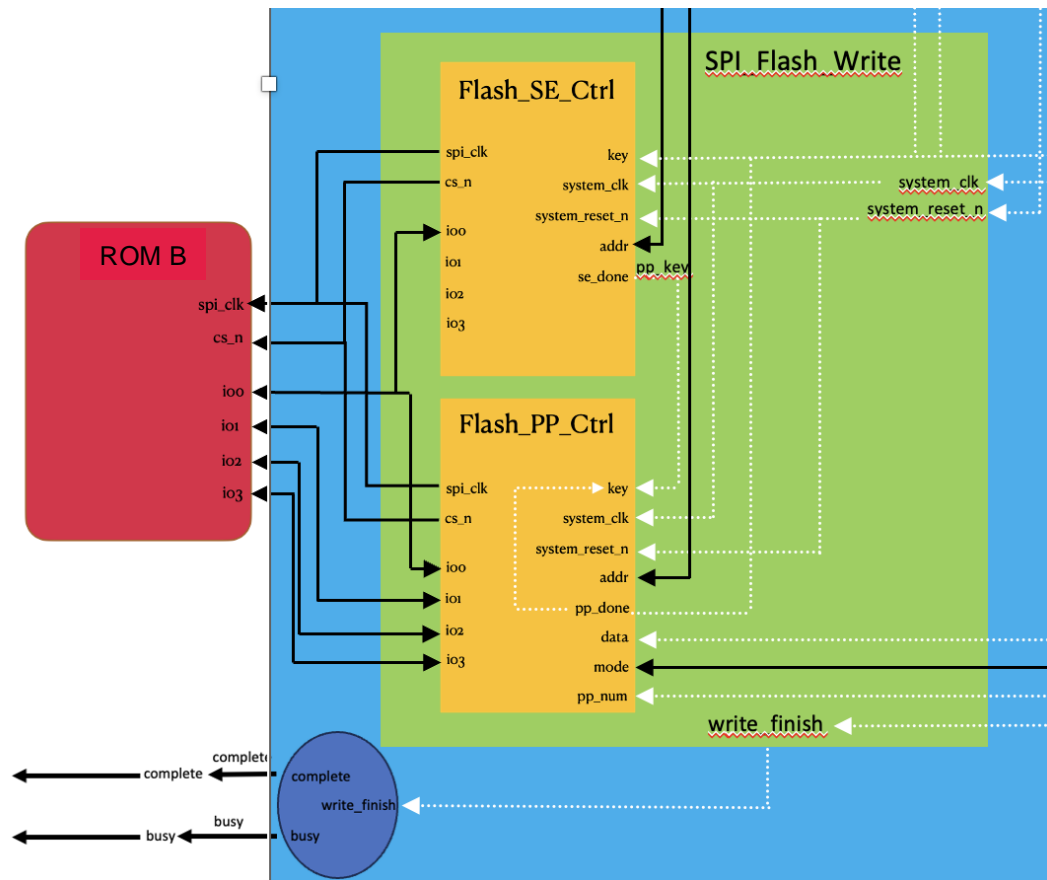 SPI_Flash_Write
Flash_SE_Ctrl
spi_clk
cs_n
io0
io1
io2
io3
key
system_clk
system_reset_n
addr
se_done
pp_key
system_clk
system_reset_n
ROM B
spi_clk
cs_n
io0
io1
io2
io3
Flash_PP_Ctrl
spi_clk
cs_n
io0
io1
io2
io3
key
system_clk
system_reset_n
addr
pp_done
data
mode
pp_num
write_finish
complete
complete
complete
write_finish
busy
busy
busy